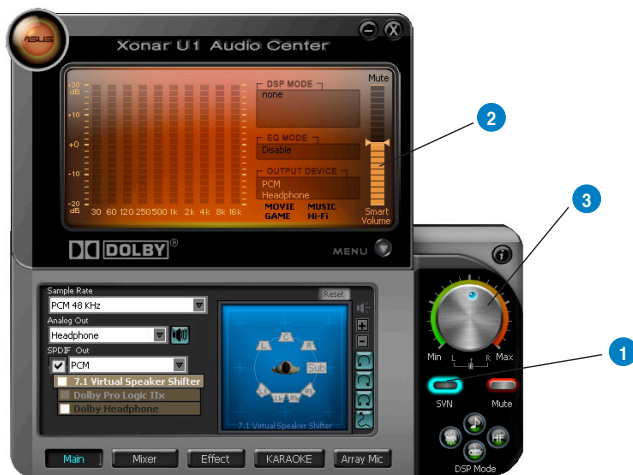 ASUS
Xonar U1 Audio Center
+20
dB
+10
+0
-10
-20
dB
30 60 120 250 500 1k 2k 4k 8k 16k
DSP MODE
none
EQ MODE
Disable
OUTPUT DEVICE
PCM
Headphone
MOVIE MUSIC
GAME Hi-Fi
Mute
Smart
Volume
2
DOLBY®
MENU
3
Min L R Max
1
SVN Mute
HF
DSP Mode
Sample Rate
PCM 48 KHz
Analog Out
Headphone
SPDIF Out
PCM
7.1 Virtual Speaker Shifter
Dolby Pro Logic IIx
Dolby Headphone
Reset
L C R
Sub
7.1 Virtual Speaker Shifter
Main Mixer Effect KARAOKE Array Mic